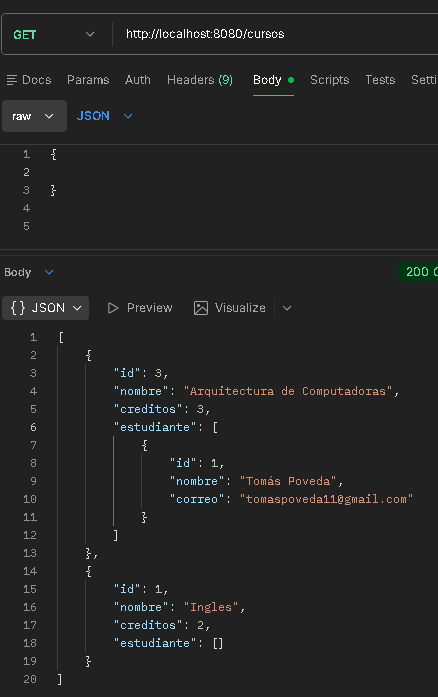 GET http://localhost:8080/cursos
Docs Params Auth Headers (9) Body Scripts Tests Setti
raw JSON
1 {
2
3 }
4
5
Body 200 O
{} JSON Preview Visualize
1 [
2 {
3 "id": 3,
4 "nombre": "Arquitectura de Computadoras",
5 "creditos": 3,
6 "estudiante": [
7 {
8 "id": 1,
9 "nombre": "Tomás Poveda",
10 "correo": "tomaspoveda11@gmail.com"
11 }
12 ]
13 },
14 {
15 "id": 1,
16 "nombre": "Ingles",
17 "creditos": 2,
18 "estudiante": []
19 }
20 ]